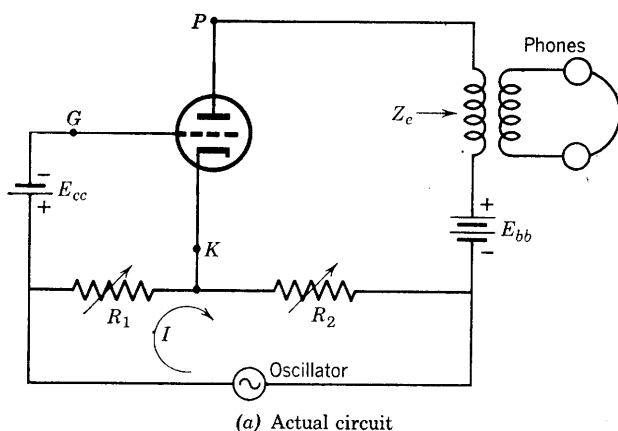 P
Phones
G
Z_c
- E_cc +
+ E_bb -
K
R_1
R_2
I
Oscillator
(a) Actual circuit